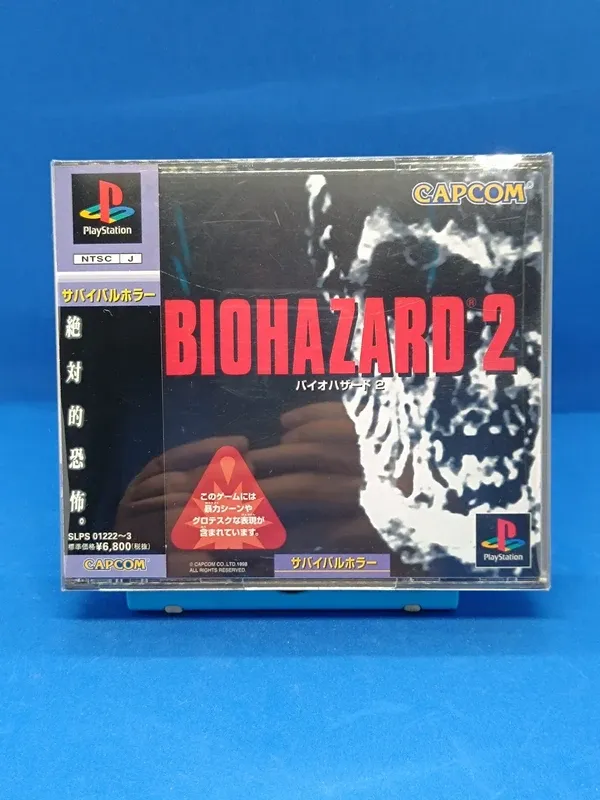 PlayStation
NTSC J
サバイバルホラー
絶対的恐怖。
SLPS 01222~3
標準価格¥6,800(税抜)
CAPCOM
CAPCOM
BIOHAZARD® 2
バイオハザード 2
このゲームには
暴力シーンや
グロテスクな表現が
含まれています。
© CAPCOM CO.,LTD.1998
ALL RIGHTS RESERVED.
サバイバルホラー
PlayStation